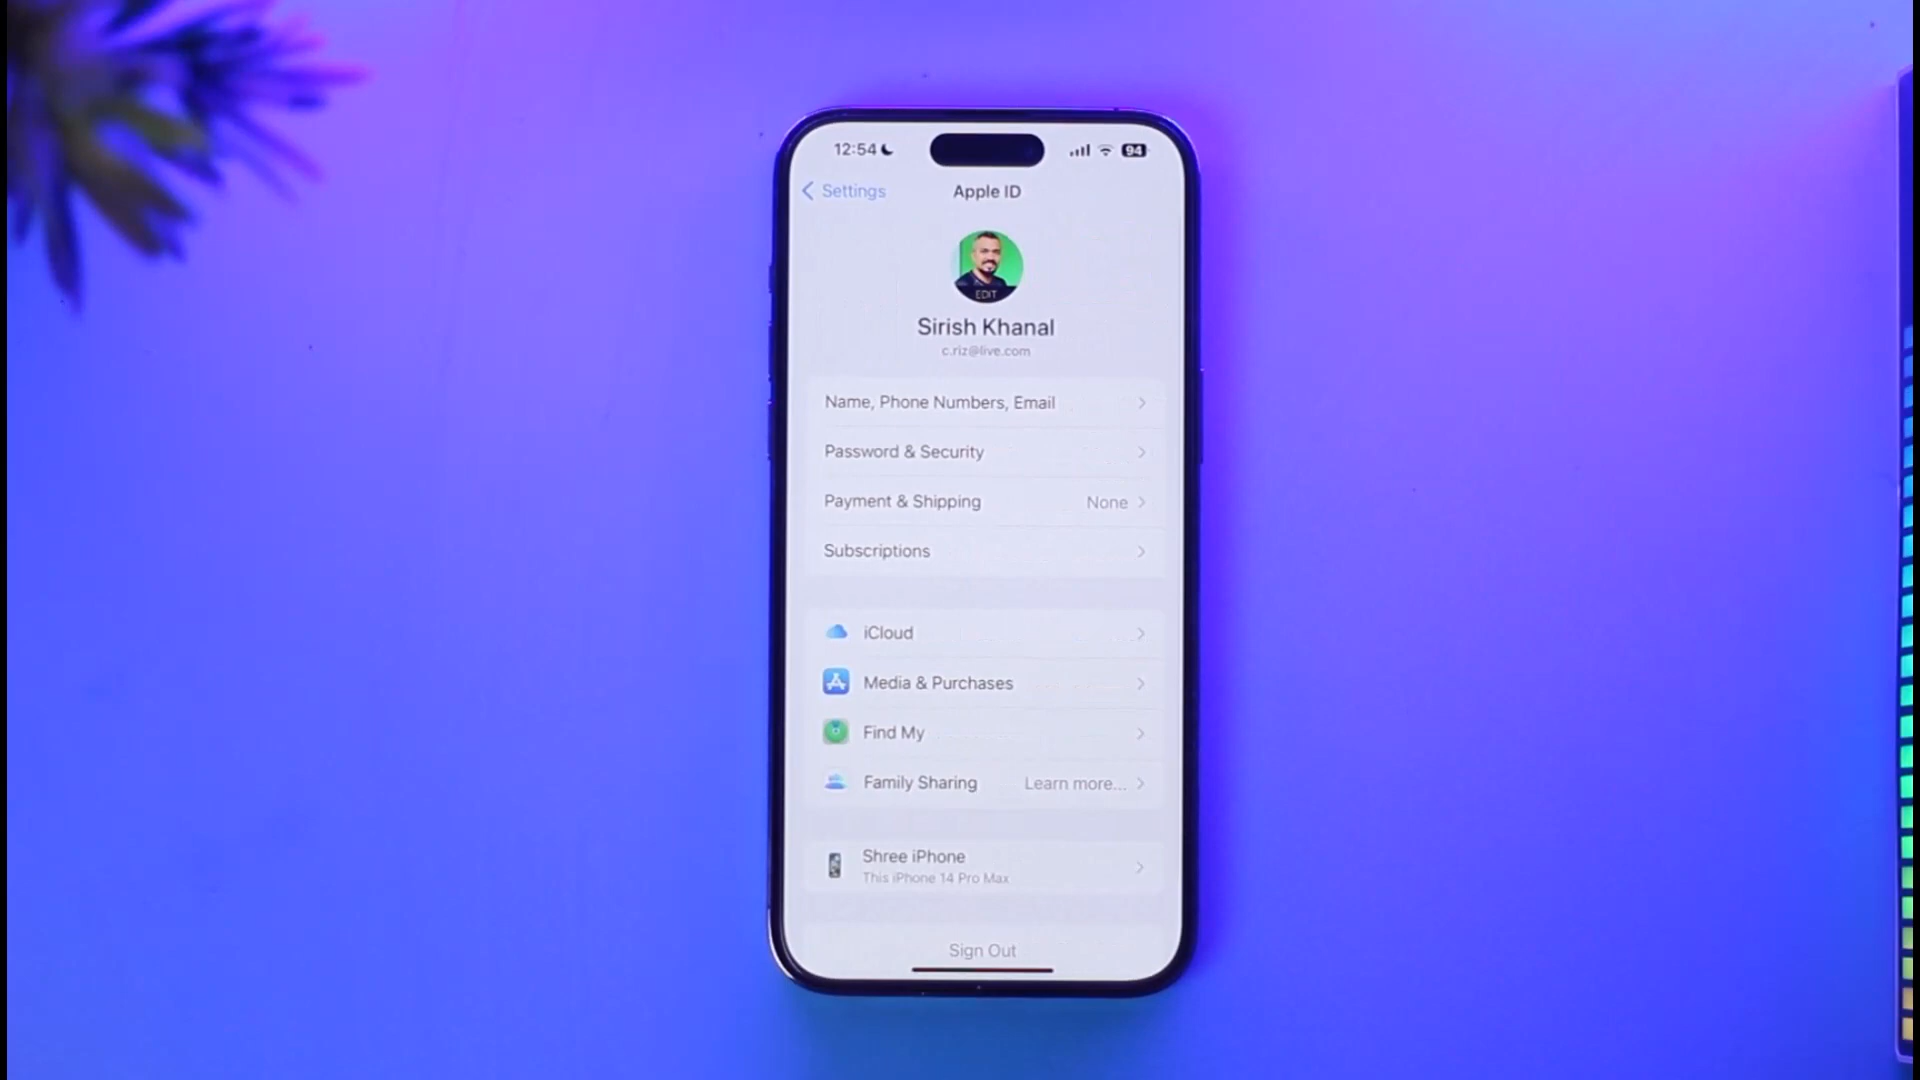 12:54
94
Settings
Apple ID
EDIT
Sirish Khanal
c.riz@live.com
Name, Phone Numbers, Email
Password & Security
Payment & Shipping None
Subscriptions
iCloud
Media & Purchases
Find My
Family Sharing Learn more...
Shree iPhone
This iPhone 14 Pro Max
Sign Out